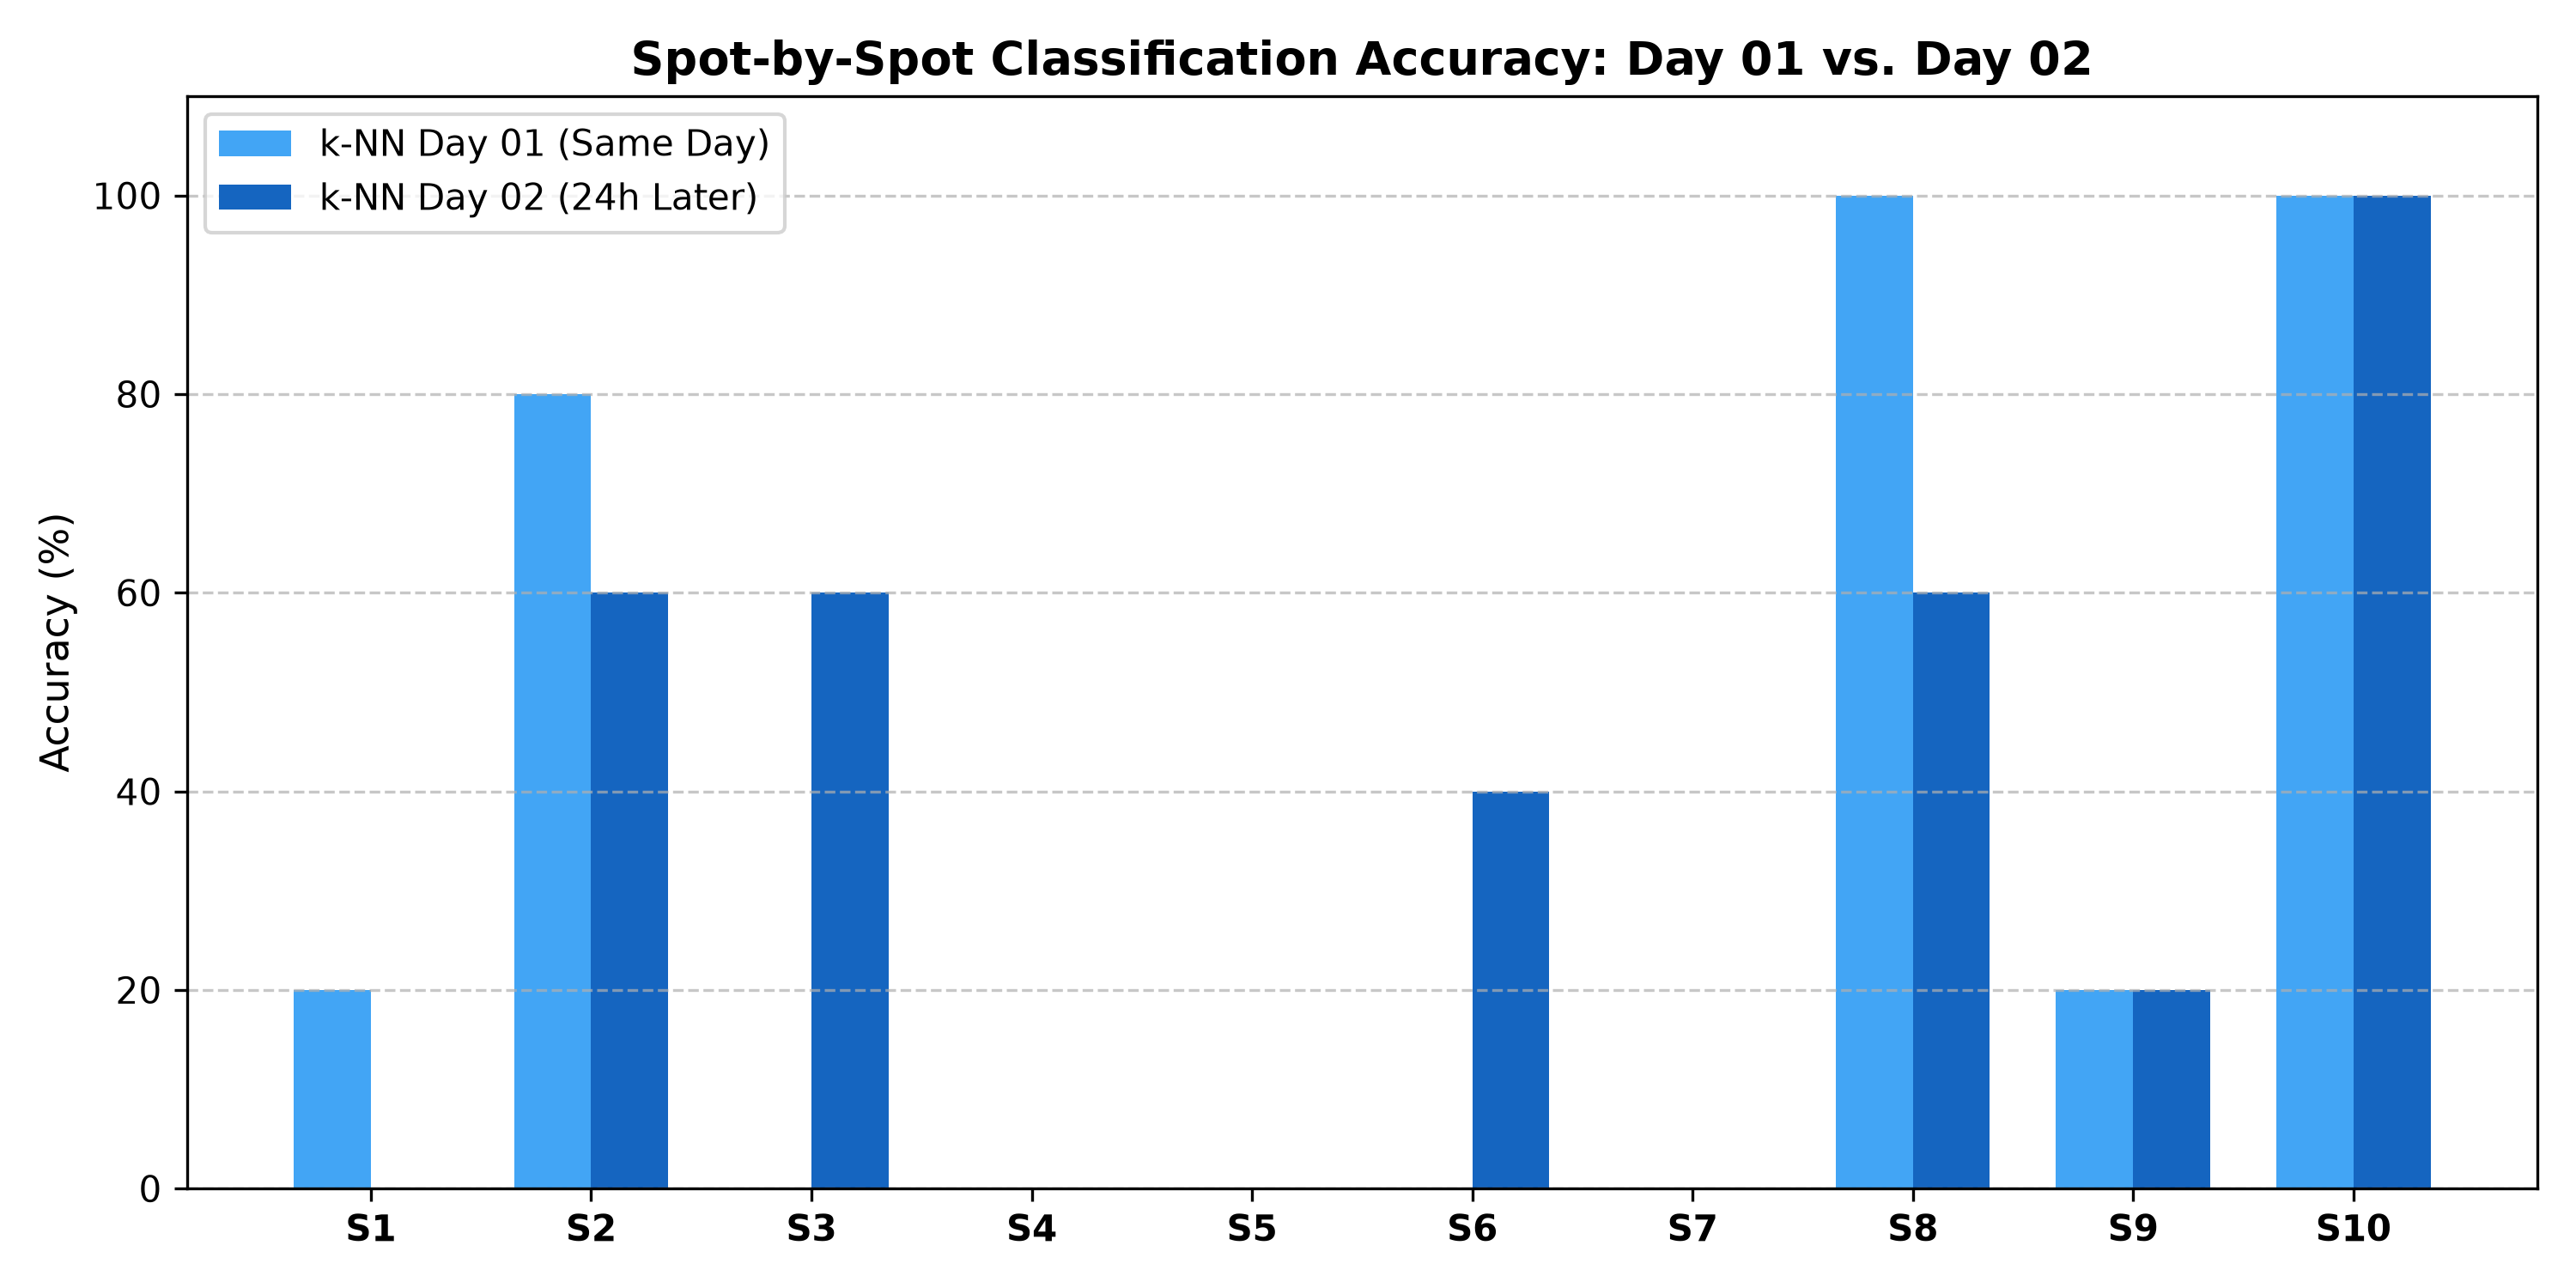 Spot-by-Spot Classification Accuracy: Day 01 vs. Day 02
k-NN Day 01 (Same Day)
k-NN Day 02 (24h Later)
Accuracy (%)
100
80
60
40
20
0
S1 S2 S3 S4 S5 S6 S7 S8 S9 S10